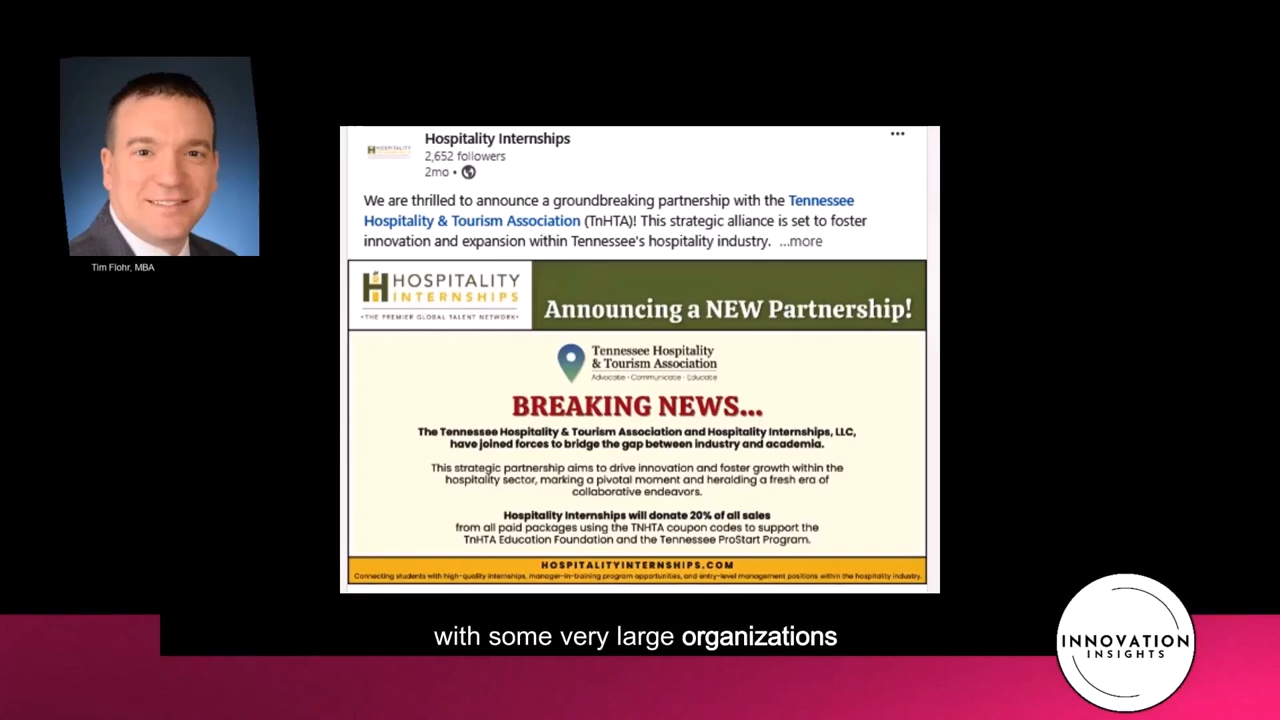 Tim Flohr, MBA
Hospitality Internships
2,652 followers
2mo •
We are thrilled to announce a groundbreaking partnership with the Tennessee
Hospitality & Tourism Association (TnHTA)! This strategic alliance is set to foster
innovation and expansion within Tennessee's hospitality industry. ...more
HOSPITALITY
INTERNSHIPS
•THE PREMIER GLOBAL TALENT NETWORK•
Announcing a NEW Partnership!
Tennessee Hospitality
& Tourism Association
Advocate • Communicate • Educate
BREAKING NEWS...
The Tennessee Hospitality & Tourism Association and Hospitality Internships, LLC,
have joined forces to bridge the gap between industry and academia.
This strategic partnership aims to drive innovation and foster growth within the
hospitality sector, marking a pivotal moment and heralding a fresh era of
collaborative endeavors.
Hospitality Internships will donate 20% of all sales
from all paid packages using the TNHTA coupon codes to support the
TnHTA Education Foundation and the Tennessee ProStart Program.
HOSPITALITYINTERNSHIPS.COM
Connecting students with high-quality internships, manager-in-training program opportunities, and entry-level management positions within the hospitality industry.
with some very large organizations
INNOVATION
INSIGHTS